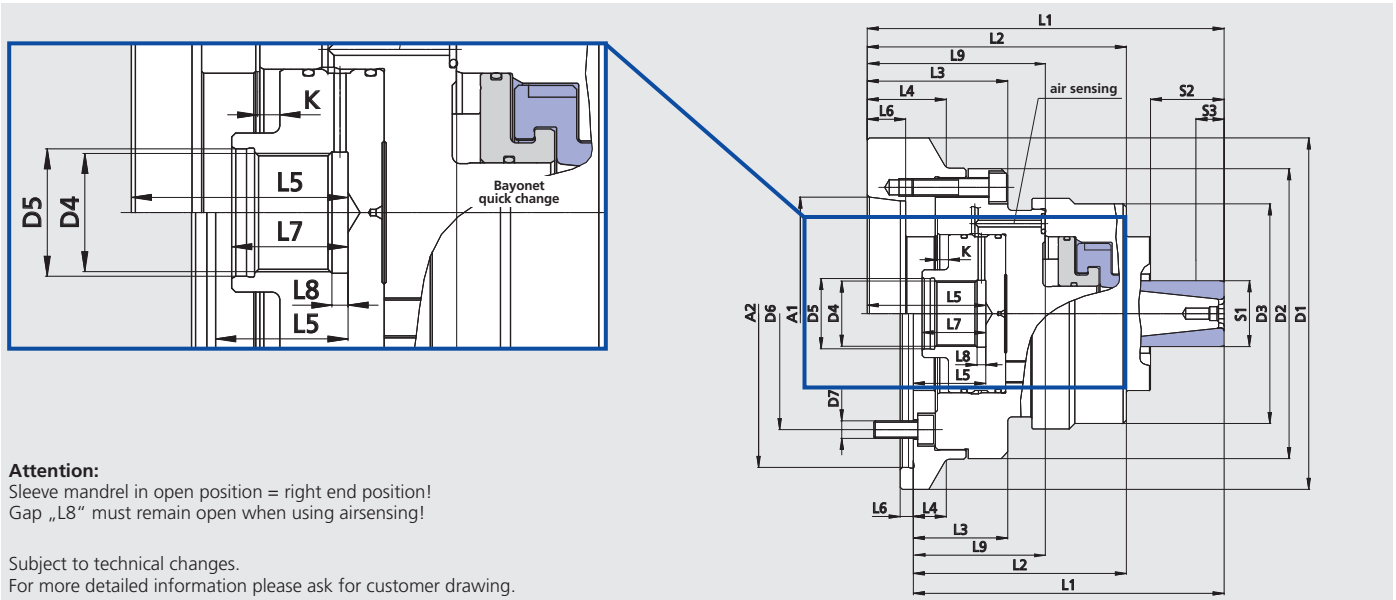 K
L5
D5
D4
Bayonet
quick change
L7
L8
L5
L1
L2
L9
L3
air sensing
L4
S2
L6
S3
K
L5
L7
L8
L5
A2
D6
A1
D5
D4
D7
S1
D3
D2
D1
L6
L4
L3
L9
L2
L1
Attention:
Sleeve mandrel in open position = right end position!
Gap „L8“ must remain open when using airsensing!
Subject to technical changes.
For more detailed information please ask for customer drawing.